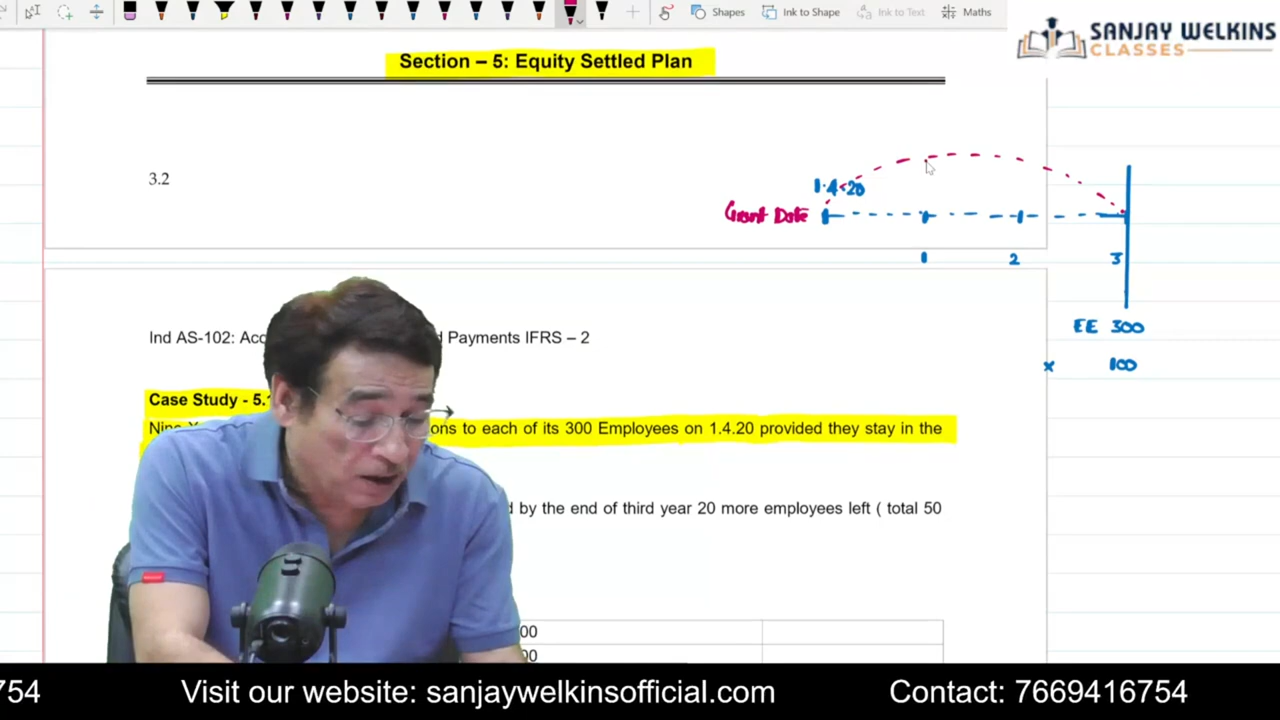 Shapes Ink to Shape Ink to Text Maths
SANJAY WELKINS
CLASSES
Section – 5: Equity Settled Plan
3.2
1.4.20
Grant Date
1 2 3
EE 300
× 100
Ind AS-102: Acc Payments IFRS – 2
Case Study - 5.
ons to each of its 300 Employees on 1.4.20 provided they stay in the
d by the end of third year 20 more employees left ( total 50
00
00
754 Visit our website: sanjaywelkinsofficial.com Contact: 7669416754